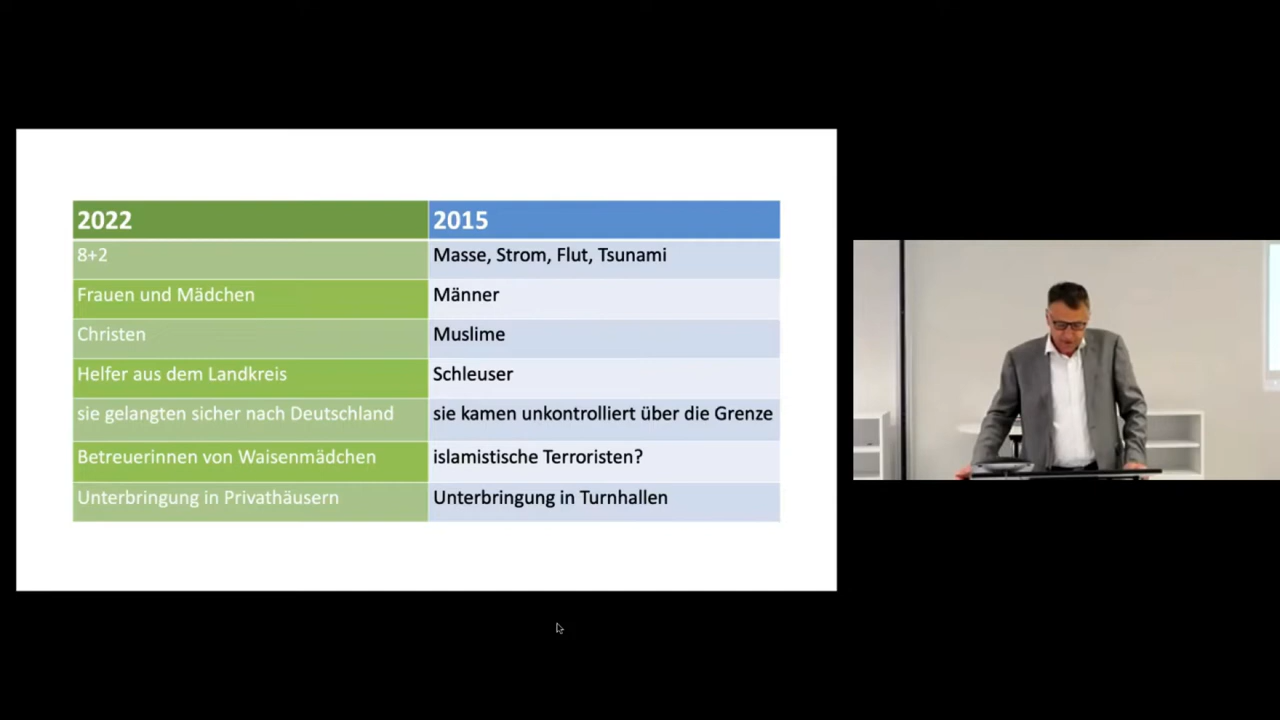 2022 2015
8+2 Masse, Strom, Flut, Tsunami
Frauen und Mädchen Männer
Christen Muslime
Helfer aus dem Landkreis Schleuser
sie gelangten sicher nach Deutschland sie kamen unkontrolliert über die Grenze
Betreuerinnen von Waisenmädchen islamistische Terroristen?
Unterbringung in Privathäusern Unterbringung in Turnhallen